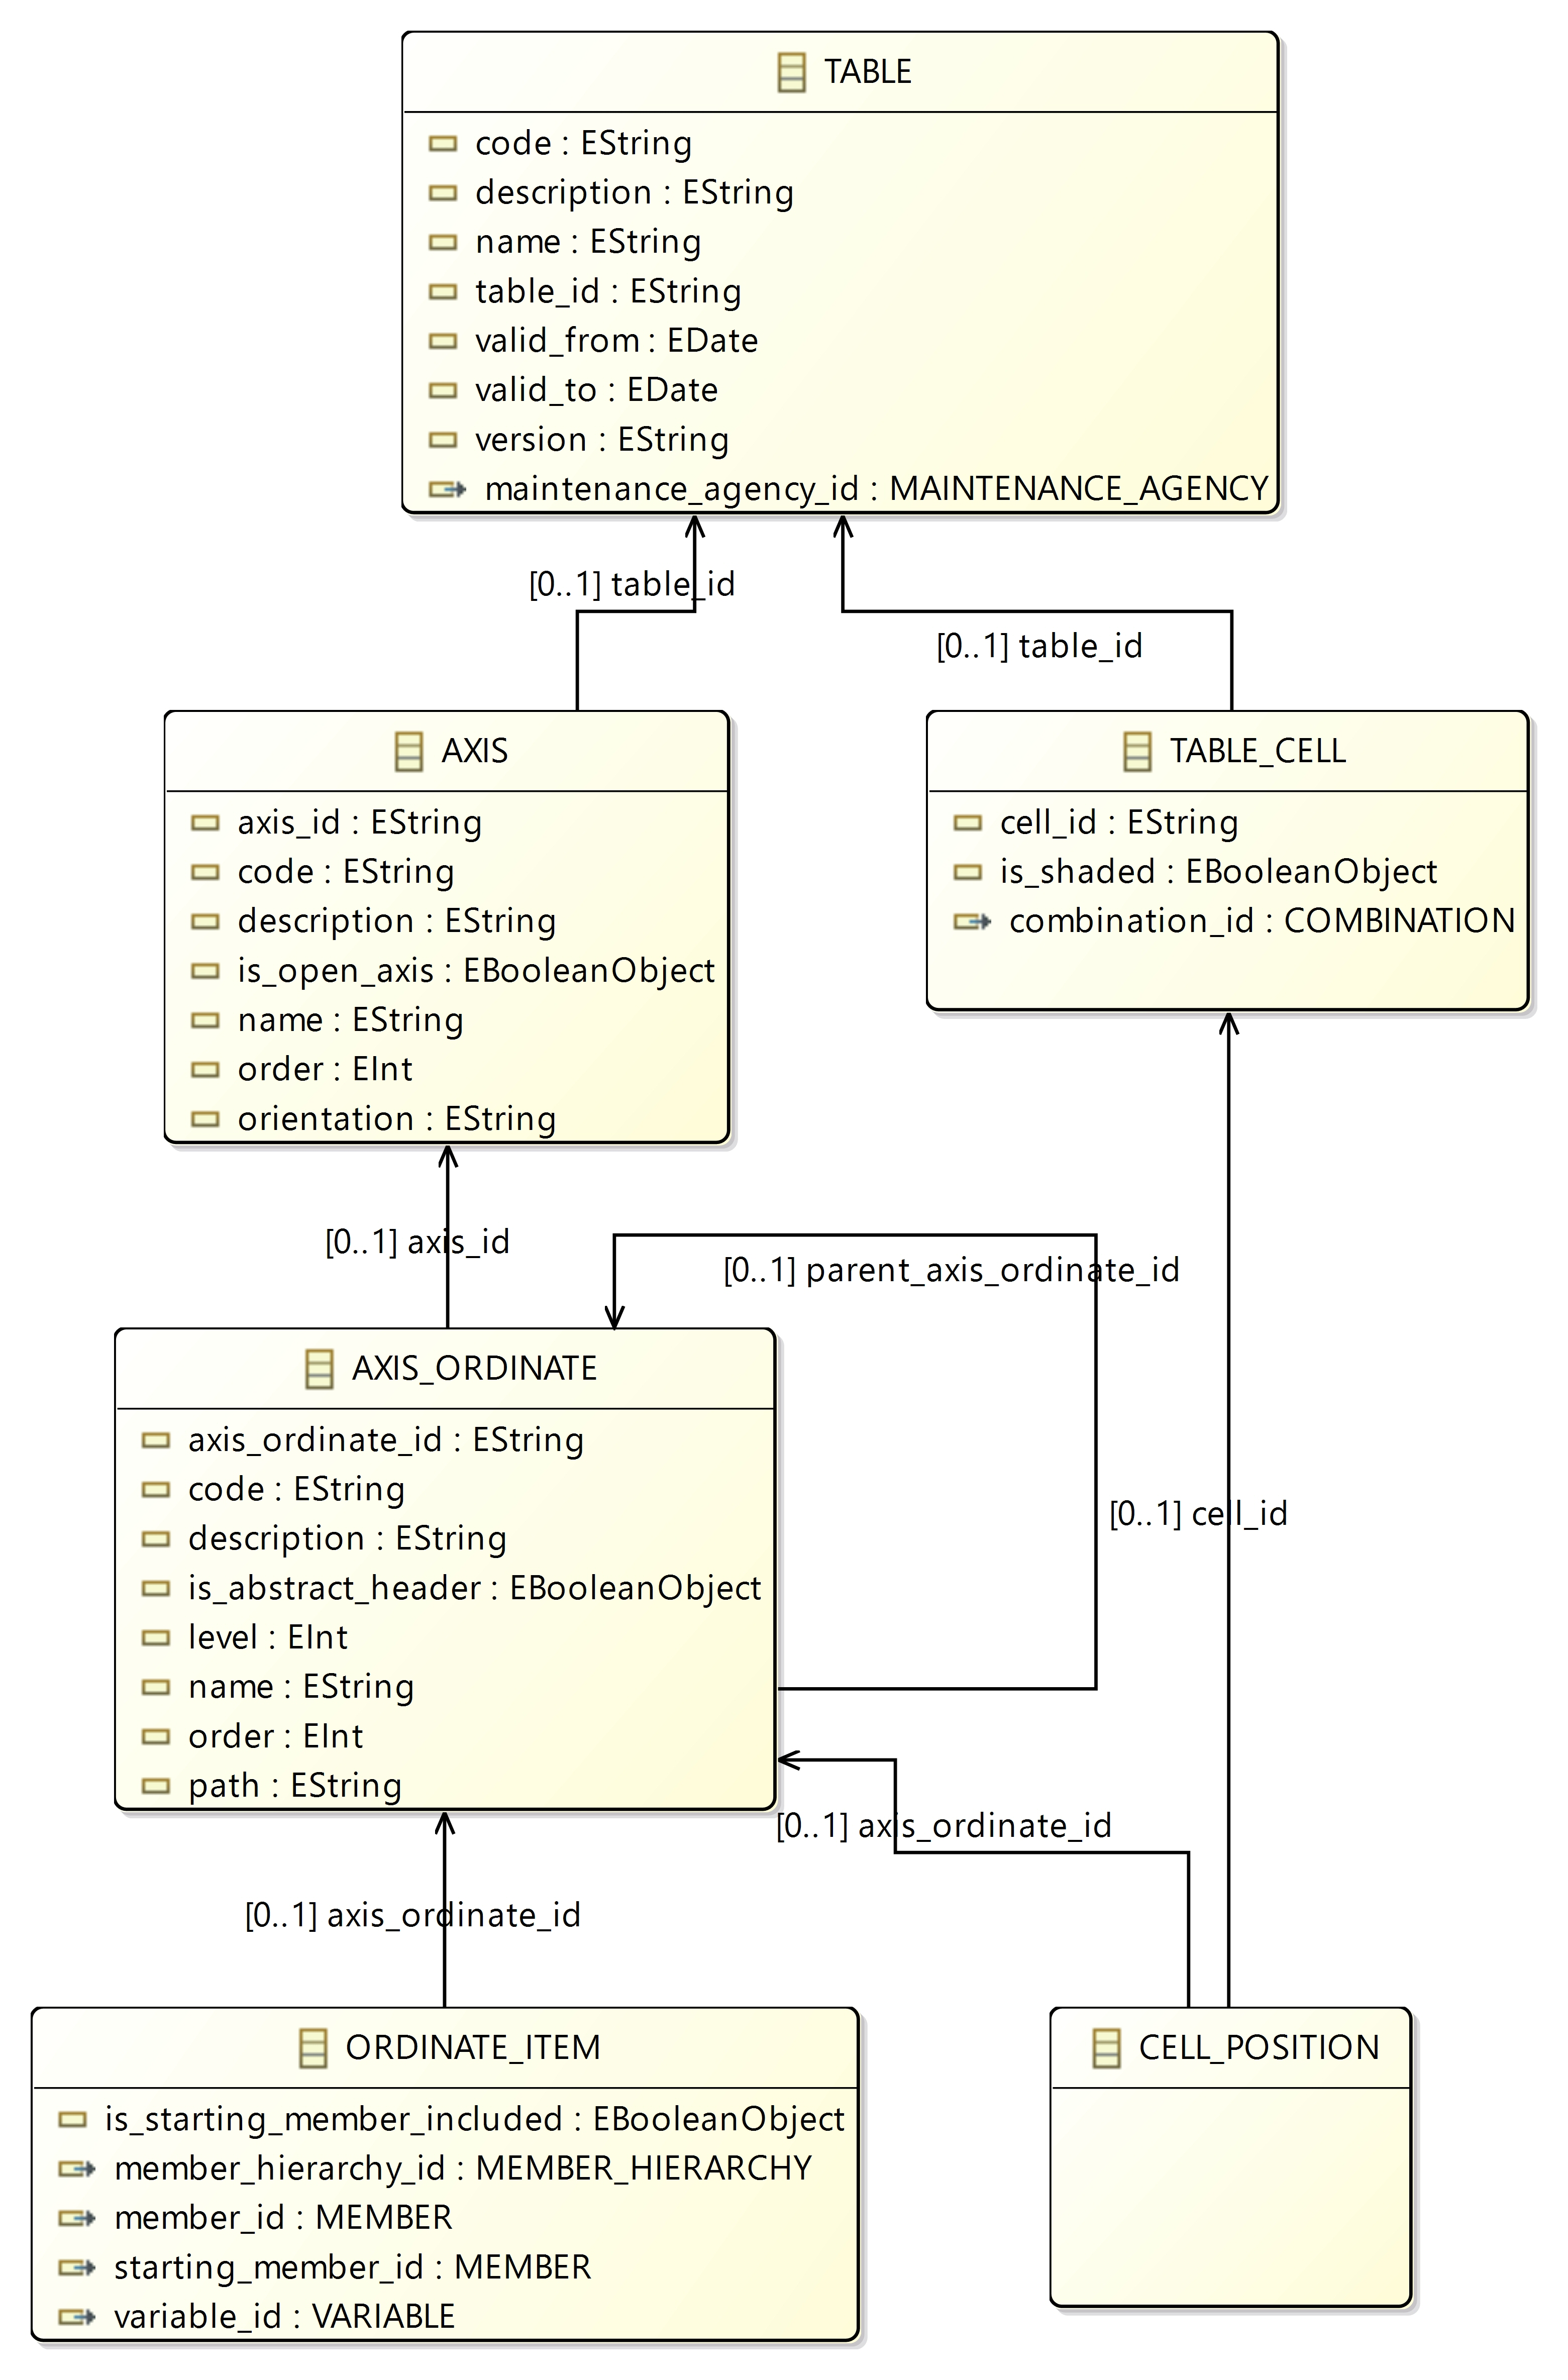 TABLE
code : EString
description : EString
name : EString
table_id : EString
valid_from : EDate
valid_to : EDate
version : EString
maintenance_agency_id : MAINTENANCE_AGENCY
[0..1] table_id
[0..1] table_id
AXIS
axis_id : EString
code : EString
description : EString
is_open_axis : EBooleanObject
name : EString
order : EInt
orientation : EString
TABLE_CELL
cell_id : EString
is_shaded : EBooleanObject
combination_id : COMBINATION
[0..1] axis_id
[0..1] parent_axis_ordinate_id
[0..1] cell_id
AXIS_ORDINATE
axis_ordinate_id : EString
code : EString
description : EString
is_abstract_header : EBooleanObject
level : EInt
name : EString
order : EInt
path : EString
[0..1] axis_ordinate_id
[0..1] axis_ordinate_id
ORDINATE_ITEM
is_starting_member_included : EBooleanObject
member_hierarchy_id : MEMBER_HIERARCHY
member_id : MEMBER
starting_member_id : MEMBER
variable_id : VARIABLE
CELL_POSITION